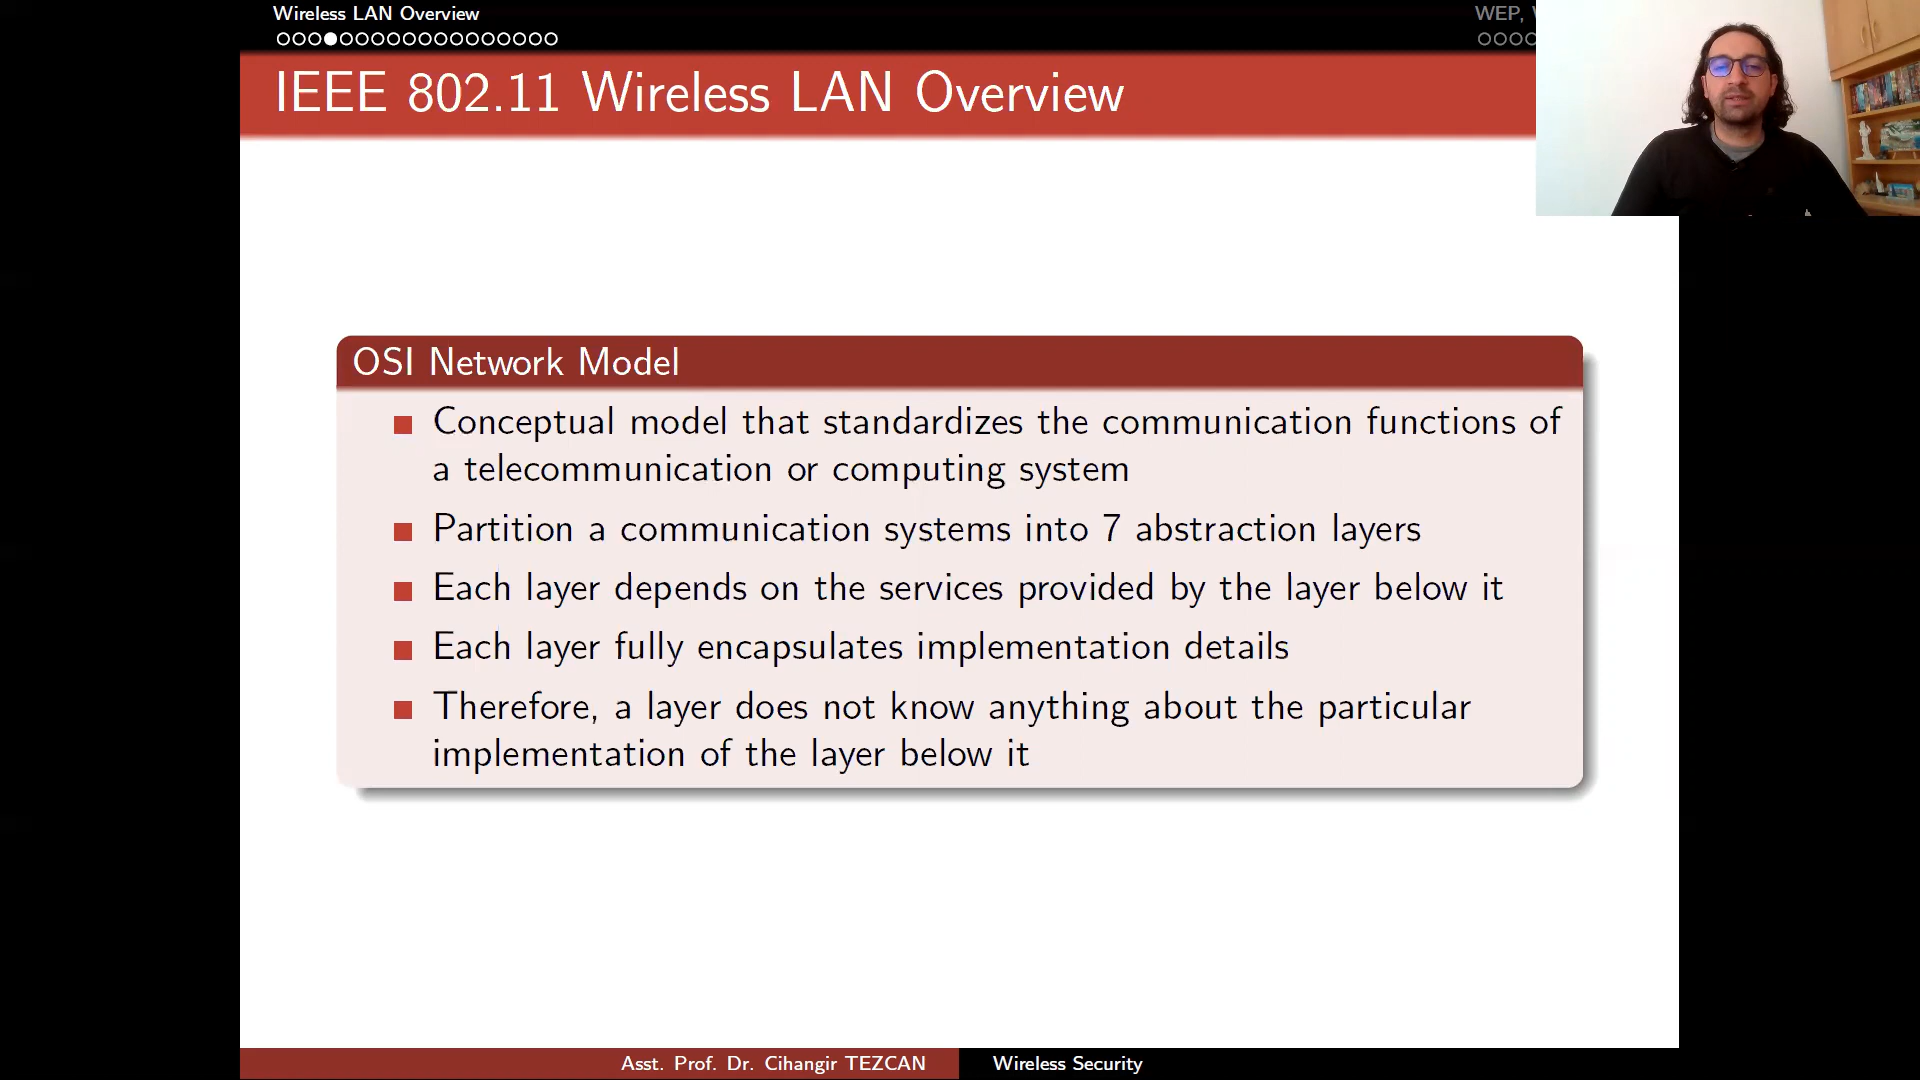 Wireless LAN Overview
WEP,
IEEE 802.11 Wireless LAN Overview
OSI Network Model
Conceptual model that standardizes the communication functions of
a telecommunication or computing system
Partition a communication systems into 7 abstraction layers
Each layer depends on the services provided by the layer below it
Each layer fully encapsulates implementation details
Therefore, a layer does not know anything about the particular
implementation of the layer below it
Asst. Prof. Dr. Cihangir TEZCAN
Wireless Security